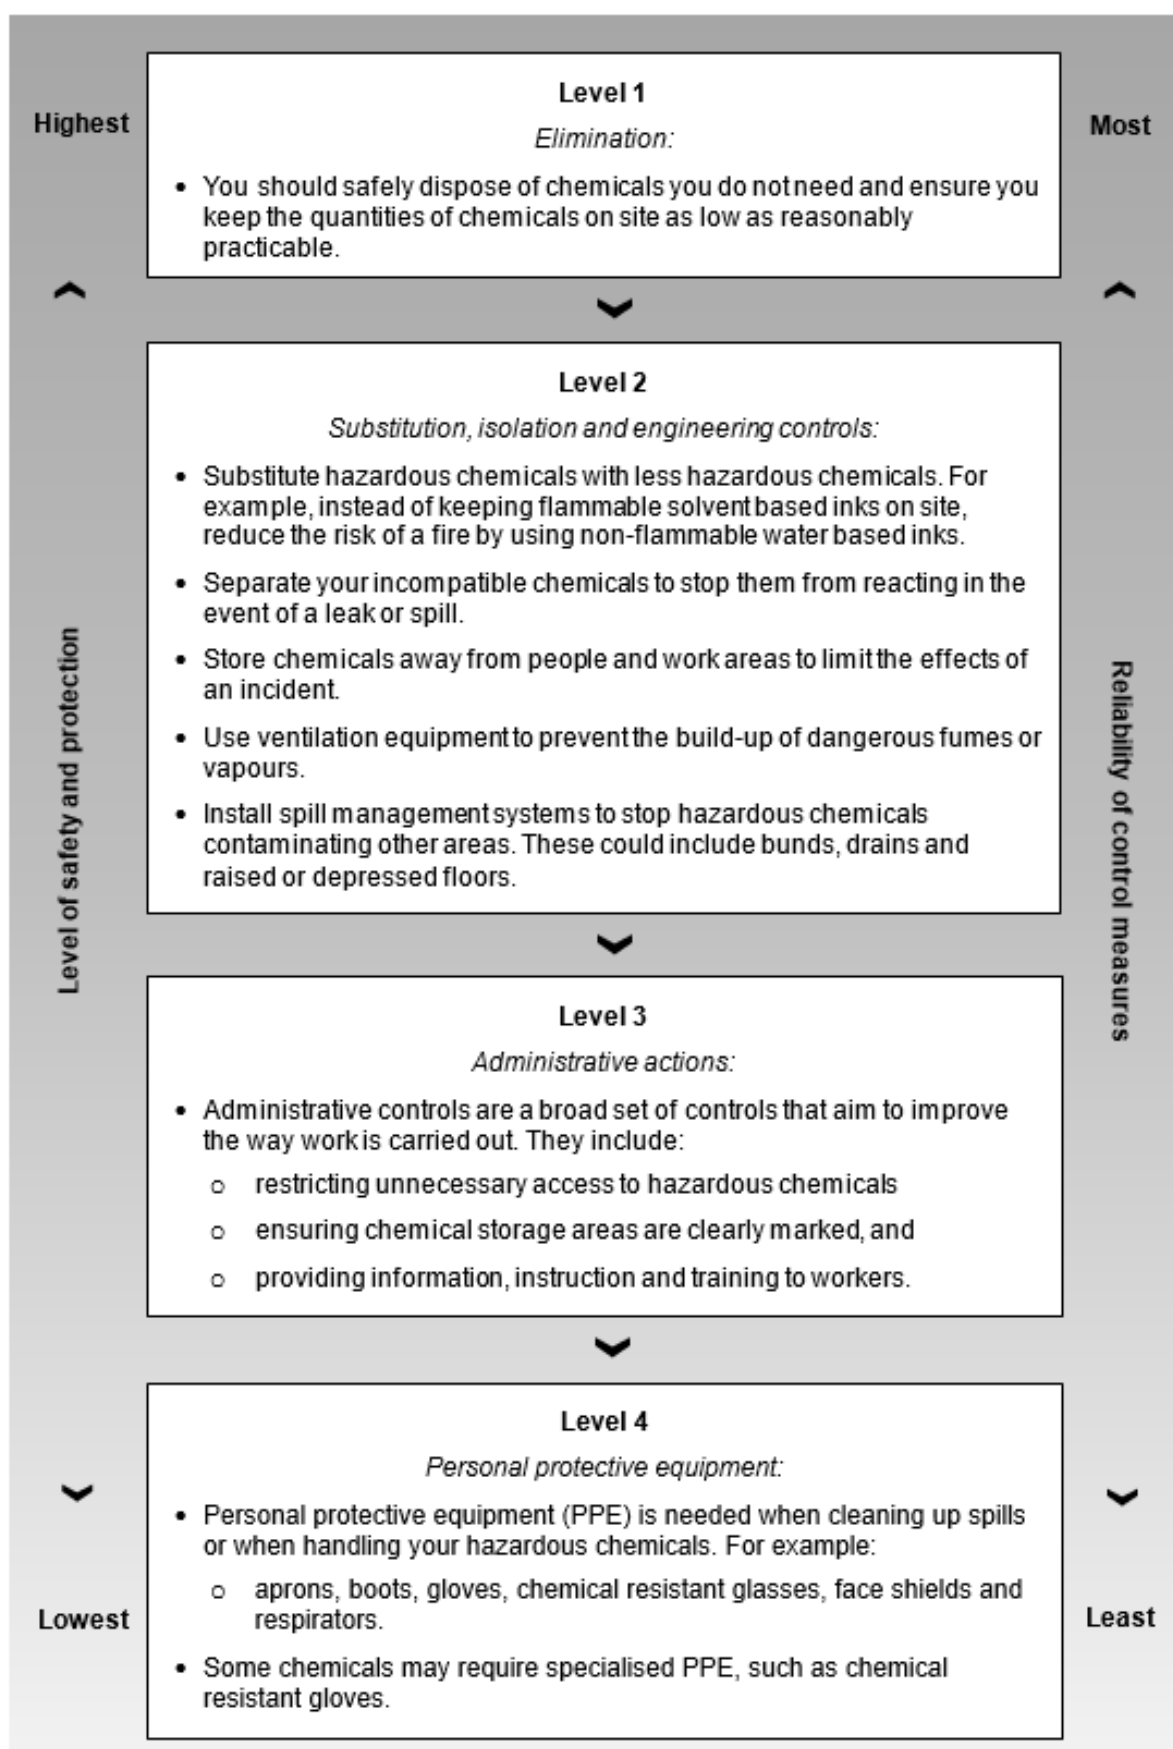 Highest
Most
Level 1
Elimination:
• You should safely dispose of chemicals you do not need and ensure you
keep the quantities of chemicals on site as low as reasonably
practicable.
Level 2
Substitution, isolation and engineering controls:
• Substitute hazardous chemicals with less hazardous chemicals. For
example, instead of keeping flammable solvent based inks on site,
reduce the risk of a fire by using non-flammable water based inks.
• Separate your incompatible chemicals to stop them from reacting in the
event of a leak or spill.
• Store chemicals away from people and work areas to limit the effects of
an incident.
• Use ventilation equipment to prevent the build-up of dangerous fumes or
vapours.
• Install spill management systems to stop hazardous chemicals
contaminating other areas. These could include bunds, drains and
raised or depressed floors.
Level of safety and protection
Reliability of control measures
Level 3
Administrative actions:
• Administrative controls are a broad set of controls that aim to improve
the way work is carried out. They include:
o restricting unnecessary access to hazardous chemicals
o ensuring chemical storage areas are clearly marked, and
o providing information, instruction and training to workers.
Level 4
Personal protective equipment:
• Personal protective equipment (PPE) is needed when cleaning up spills
or when handling your hazardous chemicals. For example:
o aprons, boots, gloves, chemical resistant glasses, face shields and
respirators.
• Some chemicals may require specialised PPE, such as chemical
resistant gloves.
Lowest
Least